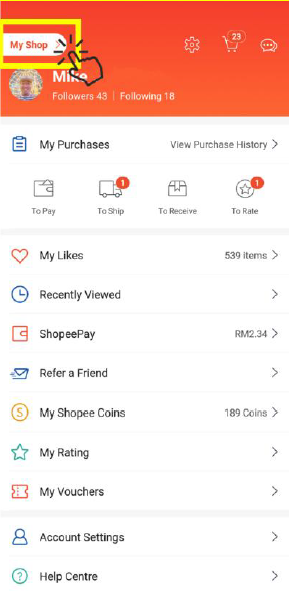 My Shop
23
Mike
Followers 43 | Following 18
My Purchases
View Purchase History
1
1
To Pay
To Ship
To Receive
To Rate
My Likes
539 items
Recently Viewed
ShopeePay
RM2.34
Refer a Friend
My Shopee Coins
189 Coins
My Rating
My Vouchers
Account Settings
Help Centre